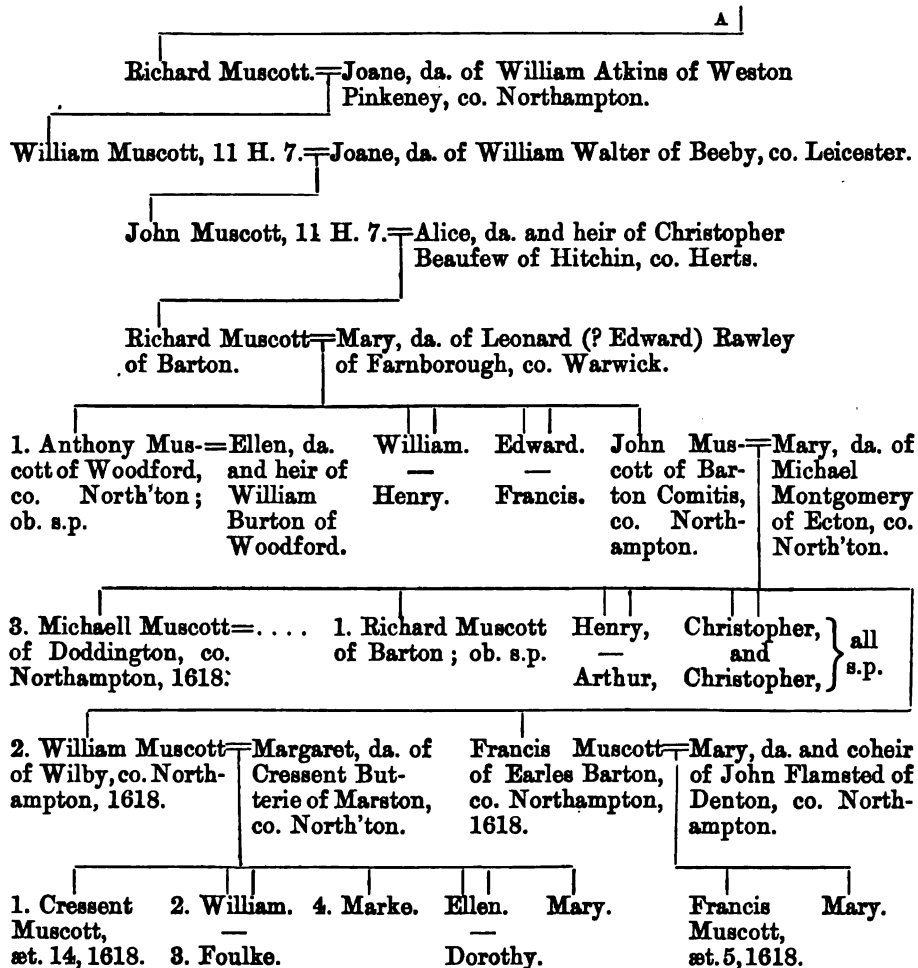 A
Richard Muscott.=Joane, da. of William Atkins of Weston
Pinkeney, co. Northampton.
William Muscott, 11 H. 7.=Joane, da. of William Walter of Beeby, co. Leicester.
John Muscott, 11 H. 7.=Alice, da. and heir of Christopher
Beaufew of Hitchin, co. Herts.
Richard Muscott=Mary, da. of Leonard (? Edward) Rawley
of Barton.
of Farnborough, co. Warwick.
1. Anthony Mus-
cott of Woodford,
co. North'ton;
ob. s.p.
=Ellen, da.
and heir of
William
Burton of
Woodford.
William.
—
Henry.
Edward.
—
Francis.
John Mus-
cott of Bar-
ton Comitis,
co. North-
ampton.
=Mary, da. of
Michael
Montgomery
of Ecton, co.
North'ton.
3. Michaell Muscott=....
of Doddington, co.
Northampton, 1618.
1. Richard Muscott
of Barton; ob. s.p.
Henry,
—
Arthur,
Christopher,
and
Christopher,
all
s.p.
2. William Muscott
of Wilby, co. North-
ampton, 1618.
=Margaret, da. of
Cressent But-
terie of Marston,
co. North'ton.
Francis Muscott
of Earles Barton,
co. Northampton,
1618.
=Mary, da. and coheir
of John Flamsted of
Denton, co. North-
ampton.
1. Cressent
Muscott,
æt. 14, 1618.
2. William.
—
3. Foulke.
4. Marke.
Ellen.
—
Dorothy.
Mary.
Francis
Muscott,
æt. 5, 1618.
Mary.